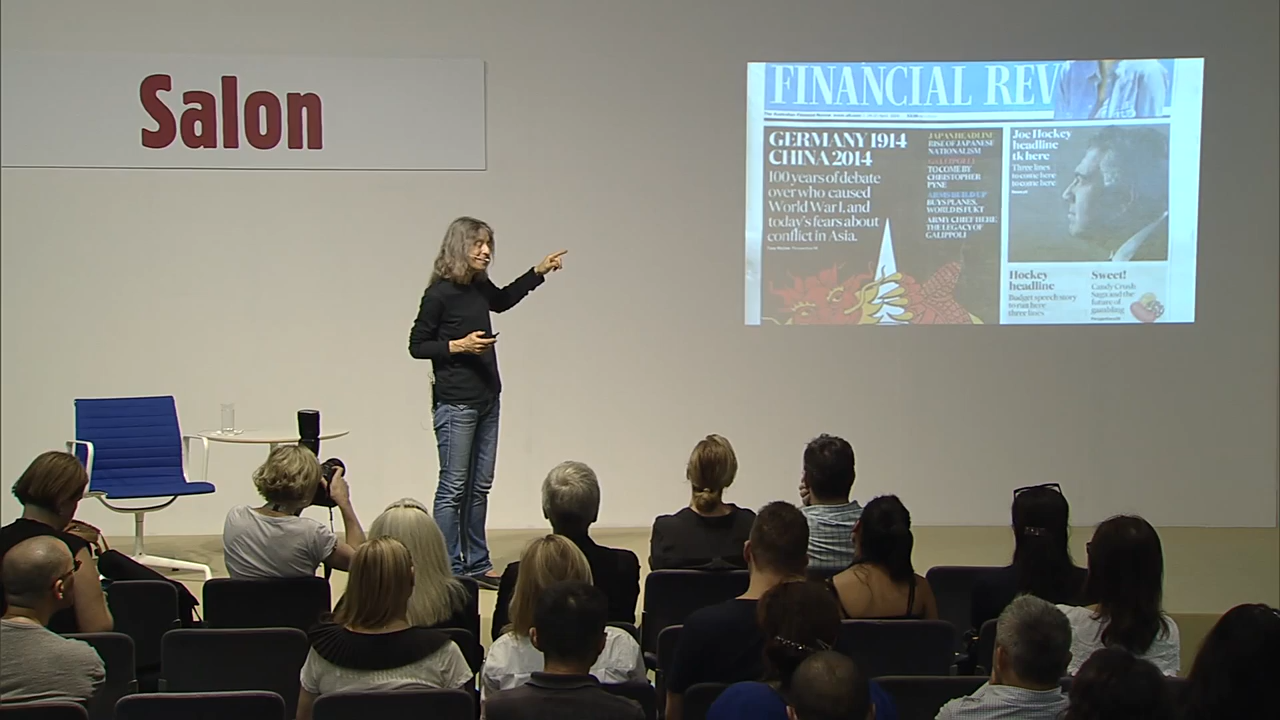 Salon
FINANCIAL REV
GERMANY 1914
CHINA 2014
100 years of debate
over who caused
World War I, and
today's fears about
conflict in Asia.
JAPAN HEADLINE
RISE OF JAPANESE
NATIONALISM
TO COME BY
CHRISTOPHER
PYNE
ARMS BUILD UP
BUYS PLANES,
WORLD IS FUKT
ARMY CHIEF HERE
THE LEGACY OF
GALIPPOLI
Joe Hockey
headline
tk here
Three lines
to come here
to come here
Hockey
headline
Budget speech story
to run here
three lines
Sweet!
Candy Crush
Saga and the
future of
gambling